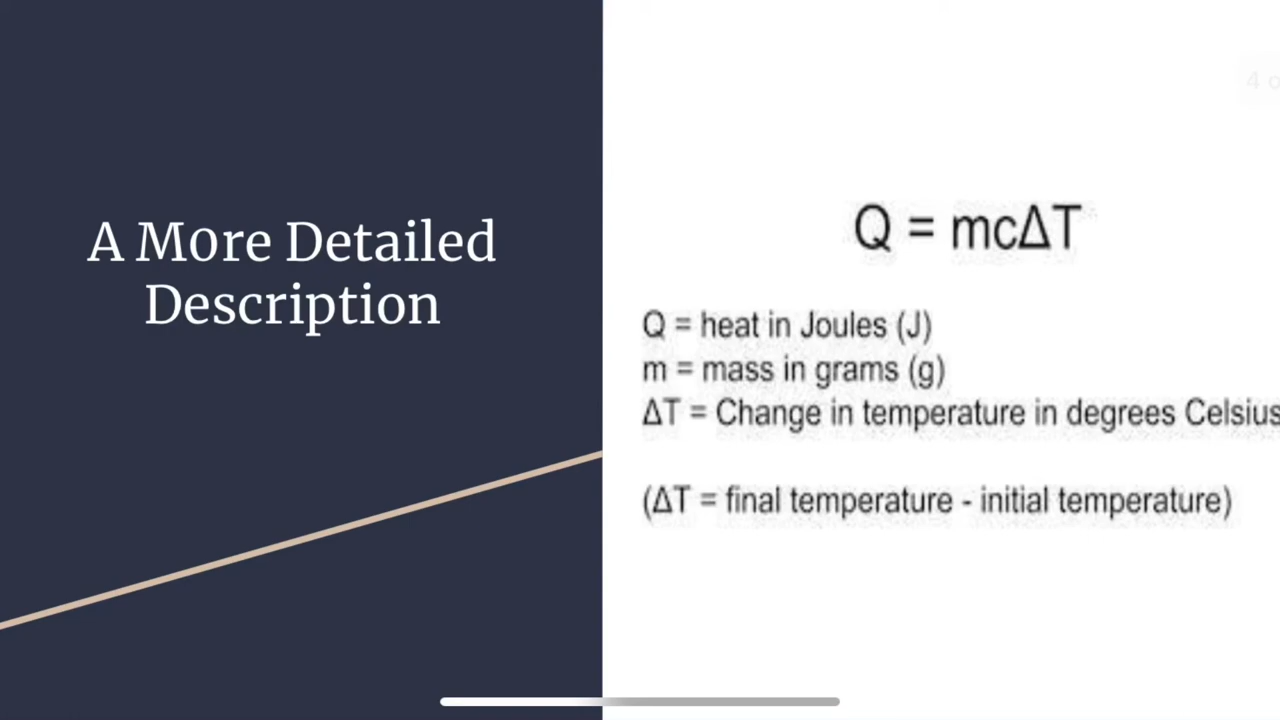 A More Detailed
Description
4 o
Q = mcΔT
Q = heat in Joules (J)
m = mass in grams (g)
ΔT = Change in temperature in degrees Celsius
(ΔT = final temperature - initial temperature)